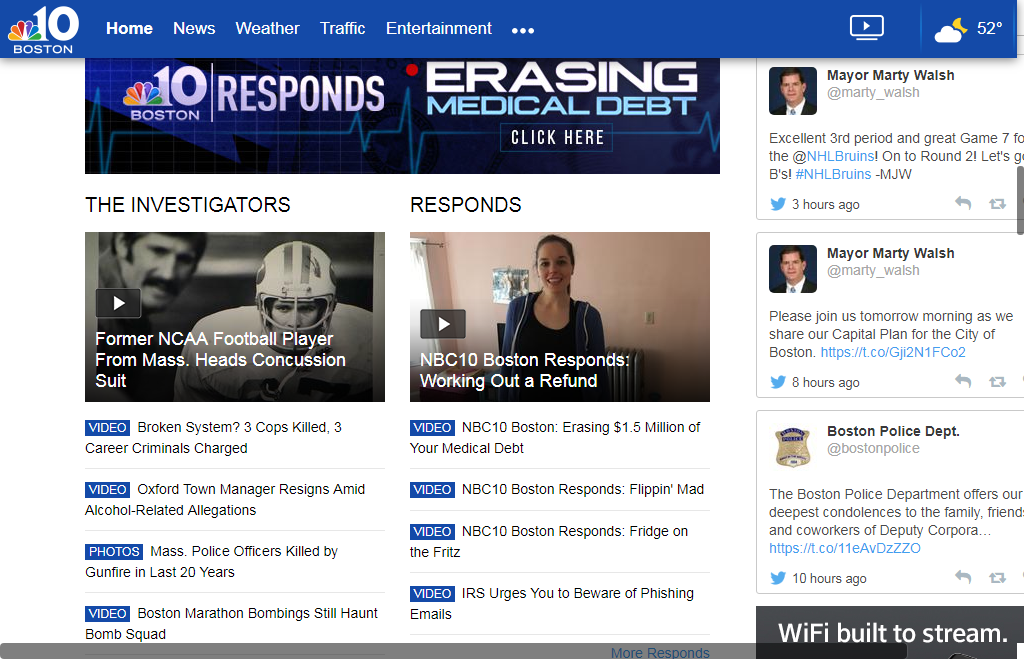 10
BOSTON
Home News Weather Traffic Entertainment
52°
10
BOSTON
RESPONDS
ERASING
MEDICAL DEBT
CLICK HERE
THE INVESTIGATORS
Former NCAA Football Player
From Mass. Heads Concussion
Suit
VIDEO Broken System? 3 Cops Killed, 3
Career Criminals Charged
VIDEO Oxford Town Manager Resigns Amid
Alcohol-Related Allegations
PHOTOS Mass. Police Officers Killed by
Gunfire in Last 20 Years
VIDEO Boston Marathon Bombings Still Haunt
Bomb Squad
RESPONDS
NBC10 Boston Responds:
Working Out a Refund
VIDEO NBC10 Boston: Erasing $1.5 Million of
Your Medical Debt
VIDEO NBC10 Boston Responds: Flippin' Mad
VIDEO NBC10 Boston Responds: Fridge on
the Fritz
VIDEO IRS Urges You to Beware of Phishing
Emails
More Responds
Mayor Marty Walsh
@marty_walsh
Excellent 3rd period and great Game 7 fo
the @NHLBruins! On to Round 2! Let's go
B's! #NHLBruins -MJW
3 hours ago
Mayor Marty Walsh
@marty_walsh
Please join us tomorrow morning as we
share our Capital Plan for the City of
Boston. https://t.co/Gji2N1FCo2
8 hours ago
Boston Police Dept.
@bostonpolice
The Boston Police Department offers our
deepest condolences to the family, friends
and coworkers of Deputy Corpora…
https://t.co/11eAvDzZZO
10 hours ago
WiFi built to stream.